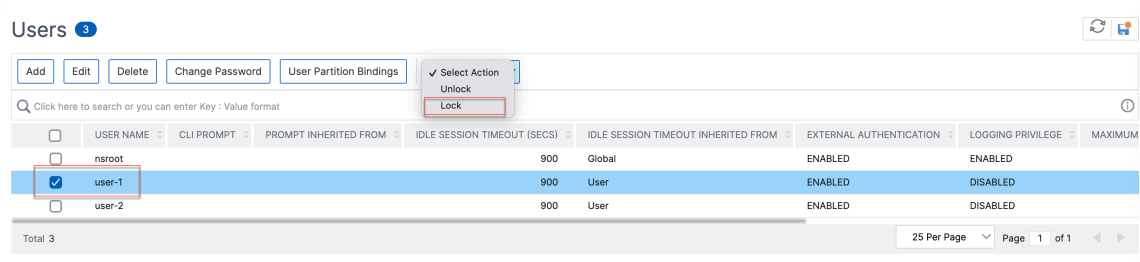 Users 3
Add Edit Delete Change Password User Partition Bindings ✓ Select Action
Unlock
Lock
Click here to search or you can enter Key : Value format
USER NAME CLI PROMPT PROMPT INHERITED FROM IDLE SESSION TIMEOUT (SECS) IDLE SESSION TIMEOUT INHERITED FROM EXTERNAL AUTHENTICATION LOGGING PRIVILEGE MAXIMUM
nsroot 900 Global ENABLED ENABLED
user-1 900 User ENABLED DISABLED
user-2 900 User ENABLED DISABLED
Total 3 25 Per Page Page 1 of 1